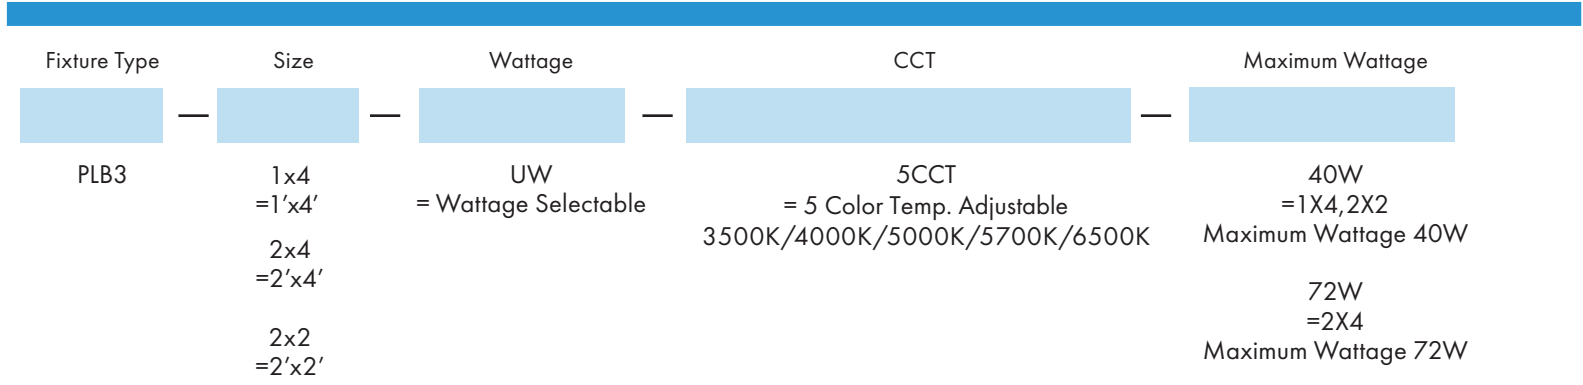 Fixture Type Size Wattage CCT Maximum Wattage
— — — —
PLB3
1x4
=1’x4’
2x4
=2’x4’
2x2
=2’x2’
UW
= Wattage Selectable
5CCT
= 5 Color Temp. Adjustable
3500K/4000K/5000K/5700K/6500K
40W
=1X4,2X2
Maximum Wattage 40W
72W
=2X4
Maximum Wattage 72W